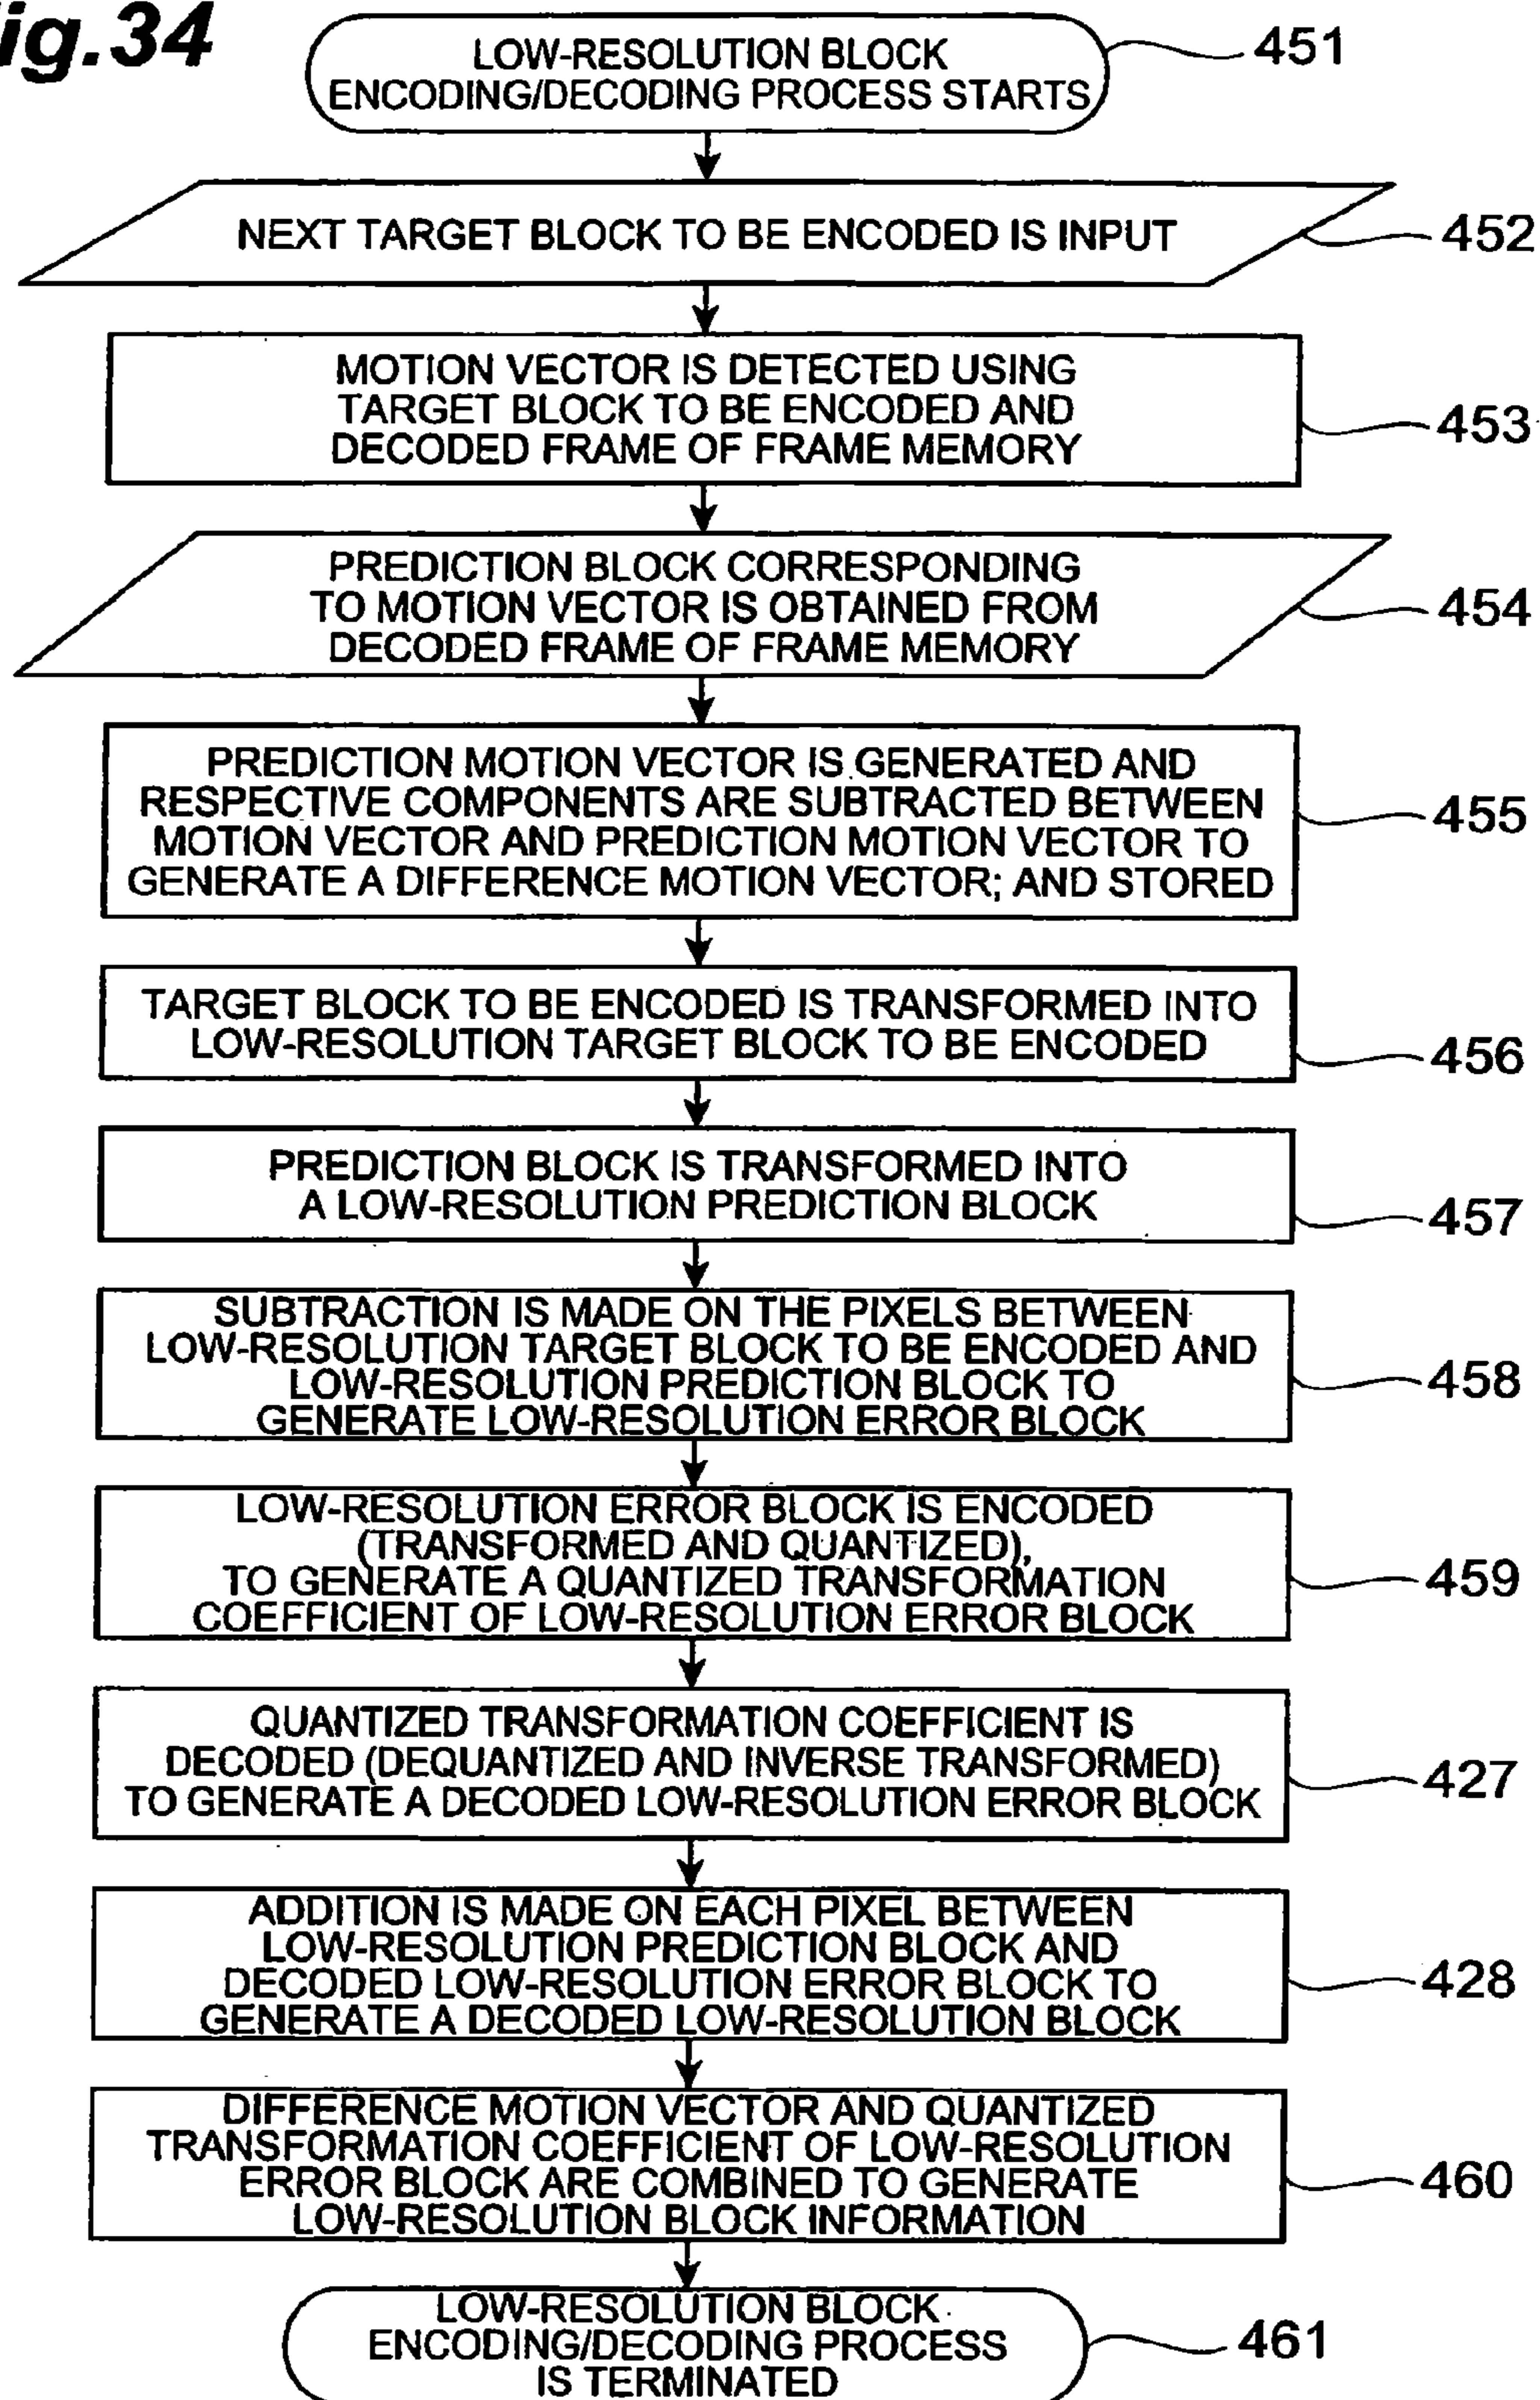 ig.34
LOW-RESOLUTION BLOCK
ENCODING/DECODING PROCESS STARTS
451
NEXT TARGET BLOCK TO BE ENCODED IS INPUT
452
MOTION VECTOR IS DETECTED USING
TARGET BLOCK TO BE ENCODED AND
DECODED FRAME OF FRAME MEMORY
453
PREDICTION BLOCK CORRESPONDING
TO MOTION VECTOR IS OBTAINED FROM
DECODED FRAME OF FRAME MEMORY
454
PREDICTION MOTION VECTOR IS GENERATED AND
RESPECTIVE COMPONENTS ARE SUBTRACTED BETWEEN
MOTION VECTOR AND PREDICTION MOTION VECTOR TO
GENERATE A DIFFERENCE MOTION VECTOR; AND STORED
455
TARGET BLOCK TO BE ENCODED IS TRANSFORMED INTO
LOW-RESOLUTION TARGET BLOCK TO BE ENCODED
456
PREDICTION BLOCK IS TRANSFORMED INTO
A LOW-RESOLUTION PREDICTION BLOCK
457
SUBTRACTION IS MADE ON THE PIXELS BETWEEN
LOW-RESOLUTION TARGET BLOCK TO BE ENCODED AND
LOW-RESOLUTION PREDICTION BLOCK TO
GENERATE LOW-RESOLUTION ERROR BLOCK
458
LOW-RESOLUTION ERROR BLOCK IS ENCODED
(TRANSFORMED AND QUANTIZED),
TO GENERATE A QUANTIZED TRANSFORMATION
COEFFICIENT OF LOW-RESOLUTION ERROR BLOCK
459
QUANTIZED TRANSFORMATION COEFFICIENT IS
DECODED (DEQUANTIZED AND INVERSE TRANSFORMED)
TO GENERATE A DECODED LOW-RESOLUTION ERROR BLOCK
427
ADDITION IS MADE ON EACH PIXEL BETWEEN
LOW-RESOLUTION PREDICTION BLOCK AND
DECODED LOW-RESOLUTION ERROR BLOCK TO
GENERATE A DECODED LOW-RESOLUTION BLOCK
428
DIFFERENCE MOTION VECTOR AND QUANTIZED
TRANSFORMATION COEFFICIENT OF LOW-RESOLUTION
ERROR BLOCK ARE COMBINED TO GENERATE
LOW-RESOLUTION BLOCK INFORMATION
460
LOW-RESOLUTION BLOCK
ENCODING/DECODING PROCESS
IS TERMINATED
461